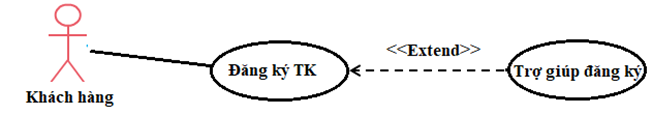 <<Extend>>
Đăng ký TK
Trợ giúp đăng ký
Khách hàng